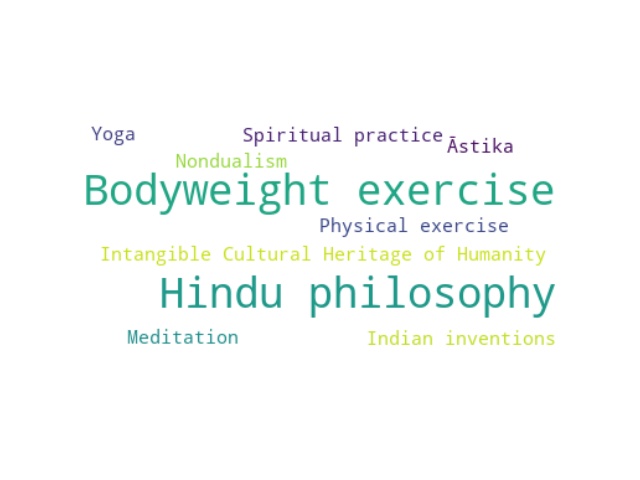 Yoga
Spiritual practice
Āstika
Nondualism
Bodyweight exercise
Physical exercise
Intangible Cultural Heritage of Humanity
Hindu philosophy
Meditation
Indian inventions